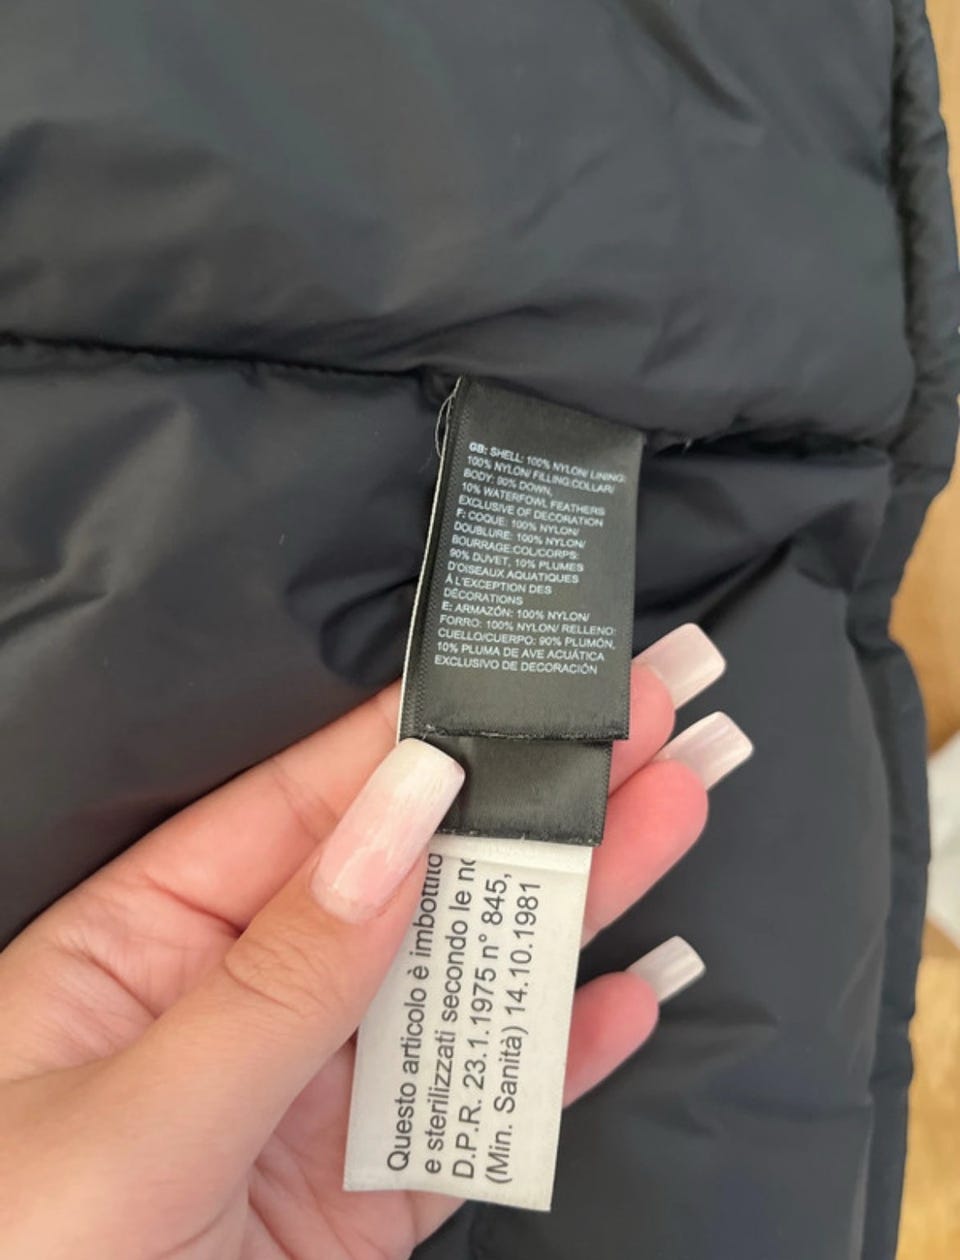 GB: SHELL: 100% NYLON/ LINING:
100% NYLON/ FILLING:COLLAR/
BODY: 90% DOWN,
10% WATERFOWL FEATHERS
EXCLUSIVE OF DECORATION
F: COQUE: 100% NYLON/
DOUBLURE: 100% NYLON/
BOURRAGE:COL/CORPS:
90% DUVET, 10% PLUMES
D'OISEAUX AQUATIQUES
À L'EXCEPTION DES
DÉCORATIONS
E: ARMAZÓN: 100% NYLON/
FORRO: 100% NYLON/ RELLENO:
CUELLO/CUERPO: 90% PLUMÓN,
10% PLUMA DE AVE ACUÁTICA
EXCLUSIVO DE DECORACIÓN
Questo articolo è imbottito
e sterilizzati secondo le
D.P.R. 23.1.1975 n° 845,
(Min. Sanità) 14.10.1981